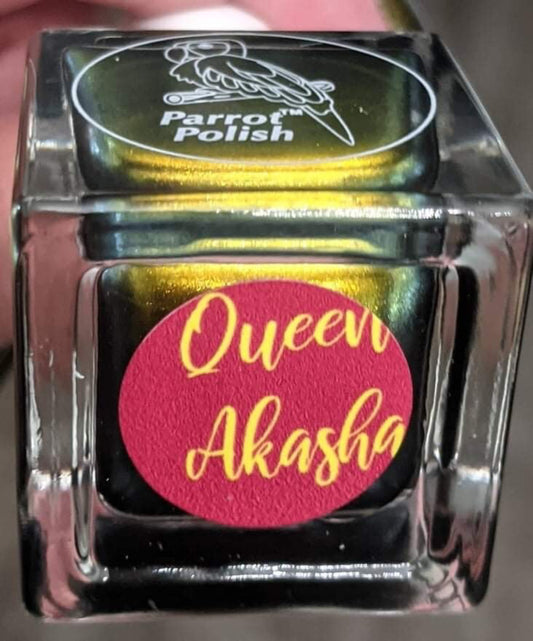 Parrot™
Polish
Queen
Akasha